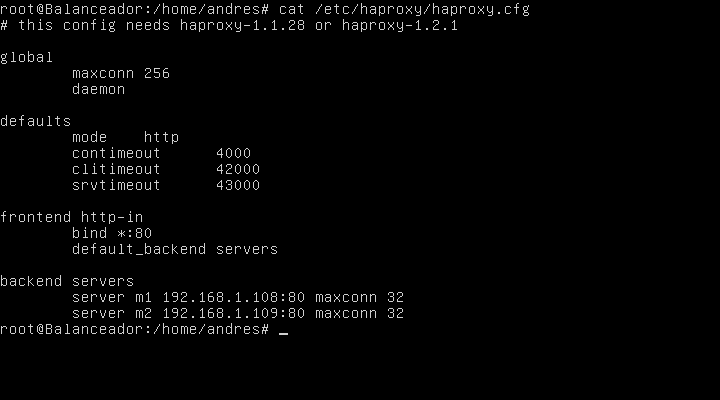 root@Balanceador:/home/andres# cat /etc/haproxy/haproxy.cfg
# this config needs haproxy-1.1.28 or haproxy-1.2.1

global
        maxconn 256
        daemon

defaults
        mode    http
        contimeout      4000
        clitimeout      42000
        srvtimeout      43000

frontend http-in
        bind *:80
        default_backend servers

backend servers
        server m1 192.168.1.108:80 maxconn 32
        server m2 192.168.1.109:80 maxconn 32
root@Balanceador:/home/andres# _